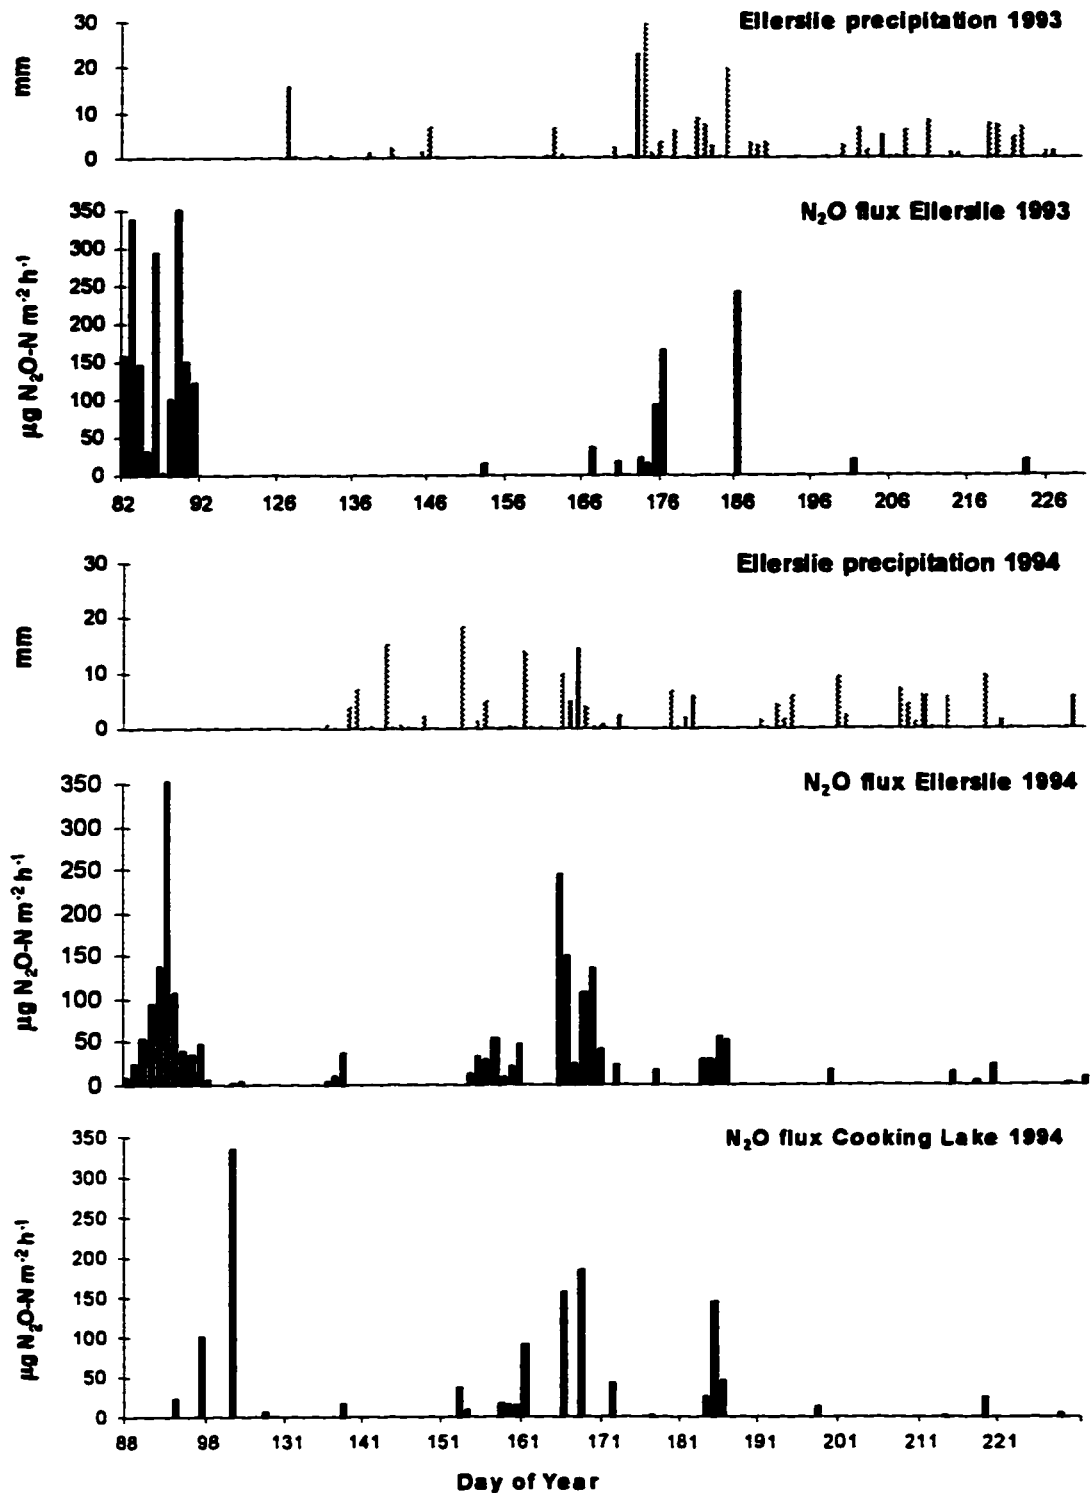 Ellerslie precipitation 1993
30
20
10
0
mm
N₂O flux Ellerslie 1993
350
300
250
200
150
100
50
0
µg N₂O-N m⁻² h⁻¹
82 92 126 136 146 156 166 176 186 196 206 216 226
Ellerslie precipitation 1994
30
20
10
0
mm
N₂O flux Ellerslie 1994
350
300
250
200
150
100
50
0
µg N₂O-N m⁻² h⁻¹
N₂O flux Cooking Lake 1994
350
300
250
200
150
100
50
0
µg N₂O-N m⁻² h⁻¹
88 98 131 141 151 161 171 181 191 201 211 221
Day of Year